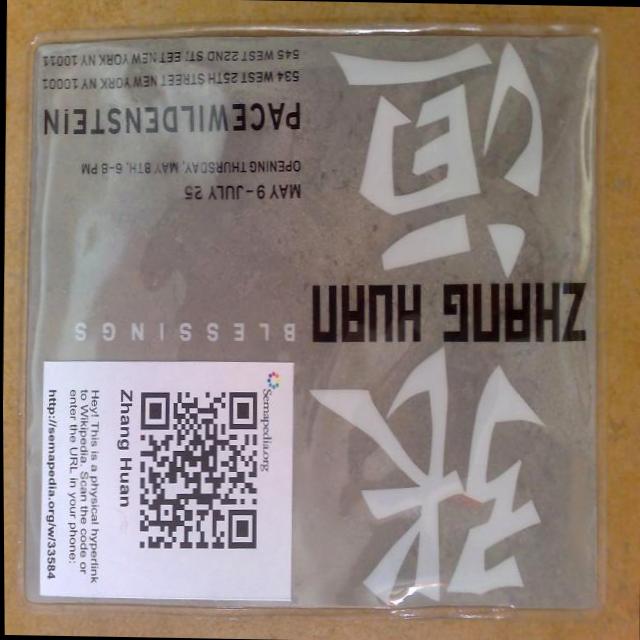 张
Semapedia.org
Zhang Huan
Hey! This is a physical hyperlink
to Wikipedia. Scan the code or
enter the URL in your phone:
http://semapedia.org/w/33584
ZHANG HUAN
BLESSINGS
洹
MAY 9 - JULY 25
OPENING THURSDAY, MAY 8TH, 6-8 PM
PACEWILDENSTEIN
534 WEST 25TH STREET NEW YORK NY 10001
545 WEST 22ND STREET NEW YORK NY 10011